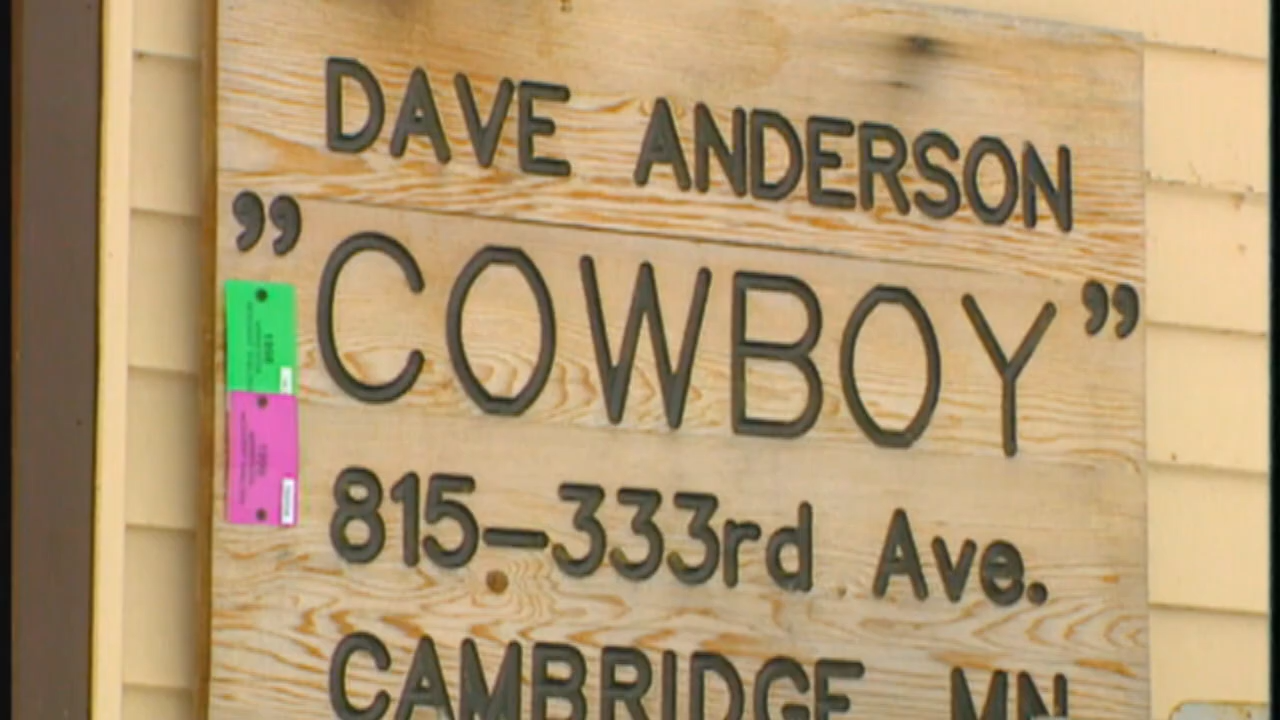 DAVE ANDERSON
”COWBOY”
815-333rd Ave.
CAMBRIDGE MN